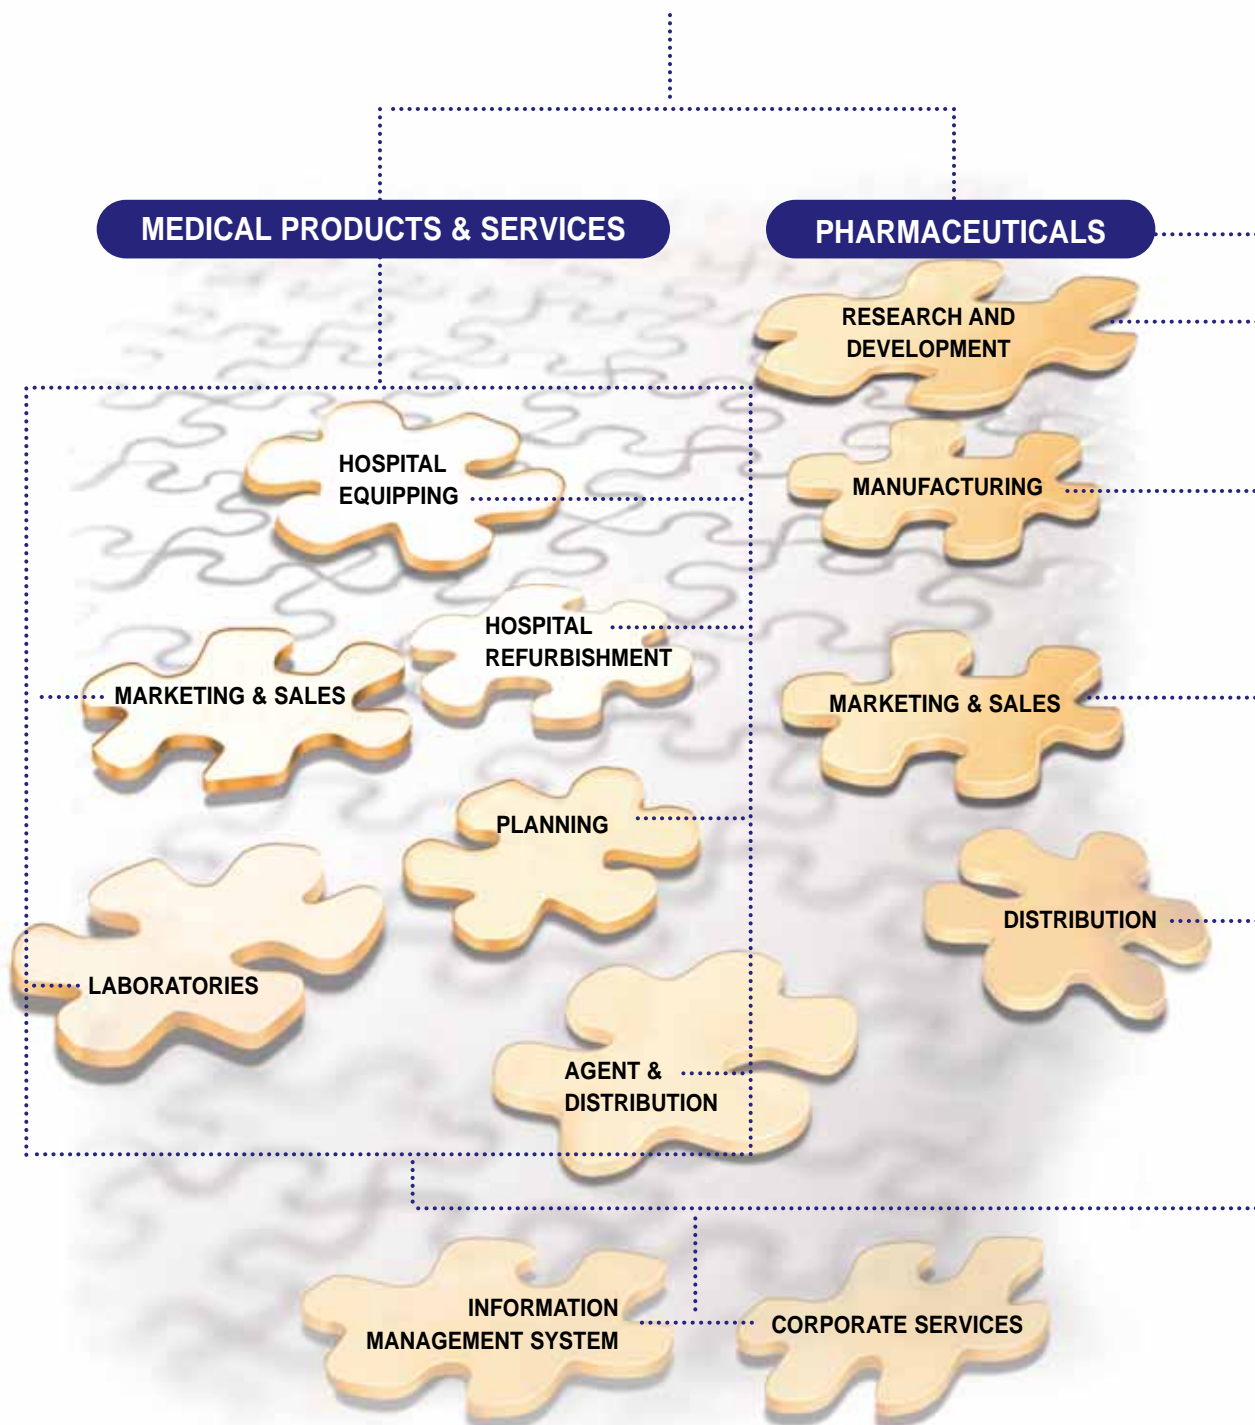 MEDICAL PRODUCTS & SERVICES
PHARMACEUTICALS
RESEARCH AND
DEVELOPMENT
HOSPITAL
EQUIPPING
MANUFACTURING
HOSPITAL
REFURBISHMENT
MARKETING & SALES
MARKETING & SALES
PLANNING
DISTRIBUTION
LABORATORIES
AGENT &
DISTRIBUTION
INFORMATION
MANAGEMENT SYSTEM
CORPORATE SERVICES